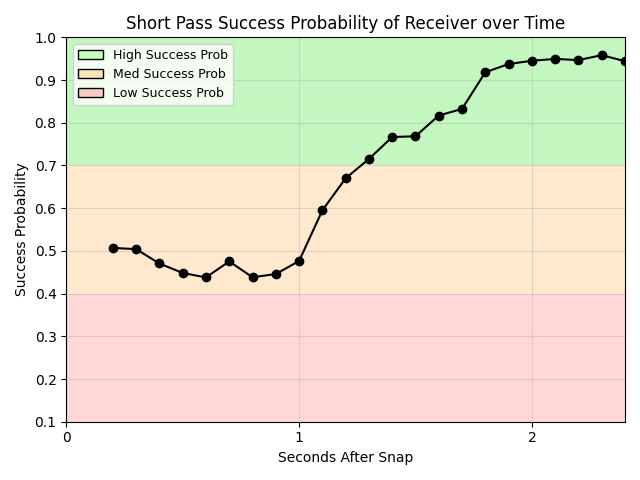 Short Pass Success Probability of Receiver over Time
High Success Prob
Med Success Prob
Low Success Prob
Success Probability
1.0
0.9
0.8
0.7
0.6
0.5
0.4
0.3
0.2
0.1
0 1 2
Seconds After Snap